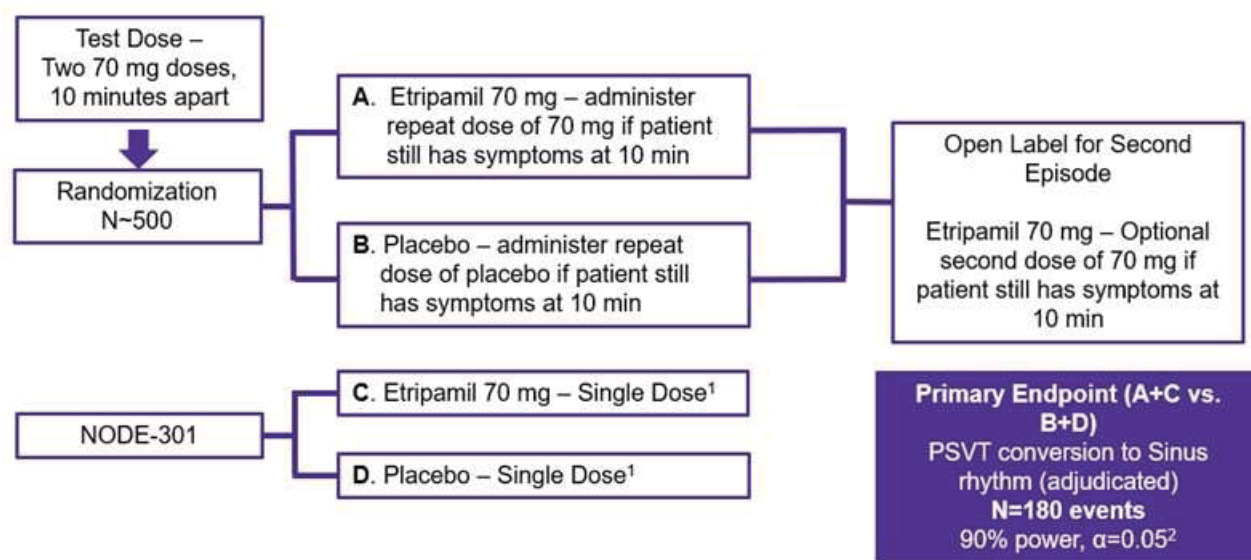 Test Dose –
Two 70 mg doses,
10 minutes apart
Randomization
N~500
A. Etripamil 70 mg – administer
repeat dose of 70 mg if patient
still has symptoms at 10 min
B. Placebo – administer repeat
dose of placebo if patient still
has symptoms at 10 min
Open Label for Second
Episode
Etripamil 70 mg – Optional
second dose of 70 mg if
patient still has symptoms at
10 min
NODE-301
C. Etripamil 70 mg – Single Dose¹
D. Placebo – Single Dose¹
Primary Endpoint (A+C vs.
B+D)
PSVT conversion to Sinus
rhythm (adjudicated)
N=180 events
90% power, α=0.05²